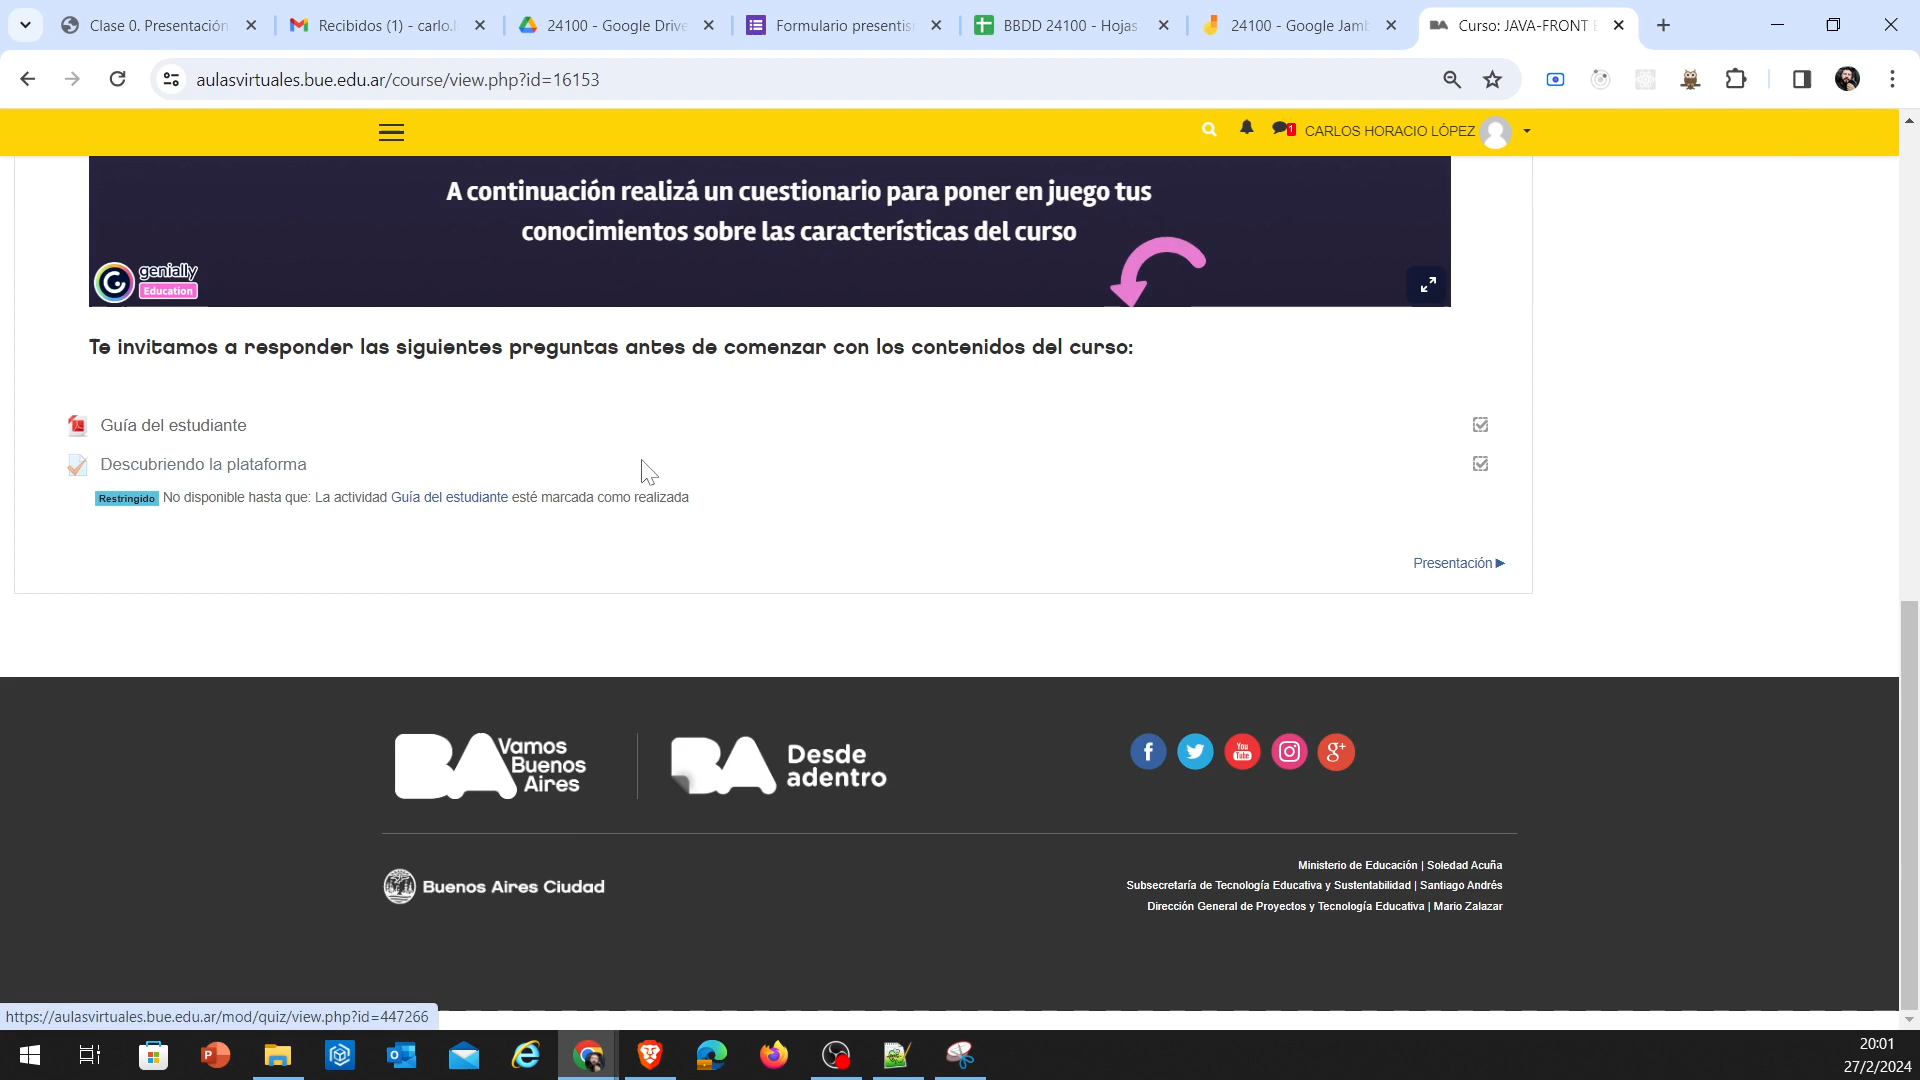 Clase 0. Presentación
Recibidos (1) - carlo.l
24100 - Google Drive
Formulario presentis
BBDD 24100 - Hojas
24100 - Google Jamb
BA Curso: JAVA-FRONT E
aulasvirtuales.bue.edu.ar/course/view.php?id=16153
1 CARLOS HORACIO LÓPEZ
A continuación realizá un cuestionario para poner en juego tus
conocimientos sobre las características del curso
genially
Education
Te invitamos a responder las siguientes preguntas antes de comenzar con los contenidos del curso:
Guía del estudiante
Descubriendo la plataforma
Restringido No disponible hasta que: La actividad Guía del estudiante esté marcada como realizada
Presentación ▶
BA Vamos Buenos Aires
BA Desde adentro
f You Tube g+
Ministerio de Educación | Soledad Acuña
Buenos Aires Ciudad
Subsecretaría de Tecnología Educativa y Sustentabilidad | Santiago Andrés
Dirección General de Proyectos y Tecnología Educativa | Mario Zalazar
https://aulasvirtuales.bue.edu.ar/mod/quiz/view.php?id=447266
20:01
27/2/2024